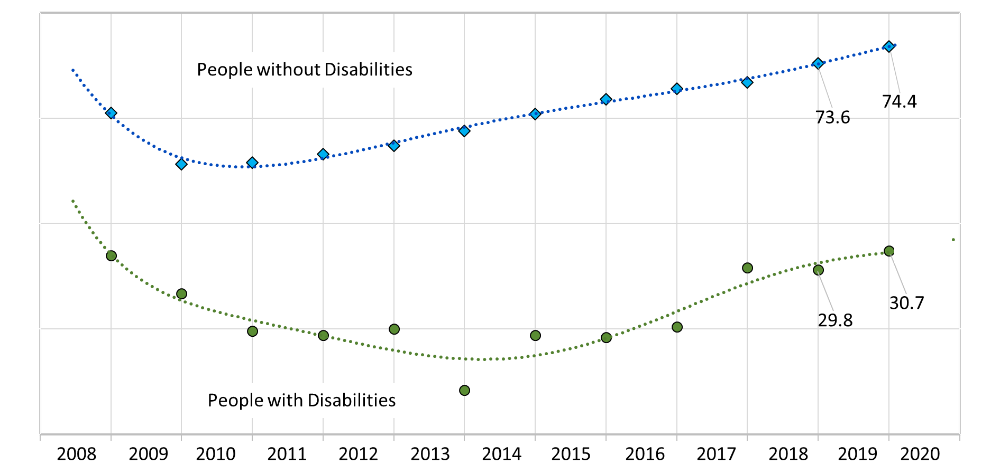 People without Disabilities
74.4
73.6
30.7
29.8
People with Disabilities
2008 2009 2010 2011 2012 2013 2014 2015 2016 2017 2018 2019 2020